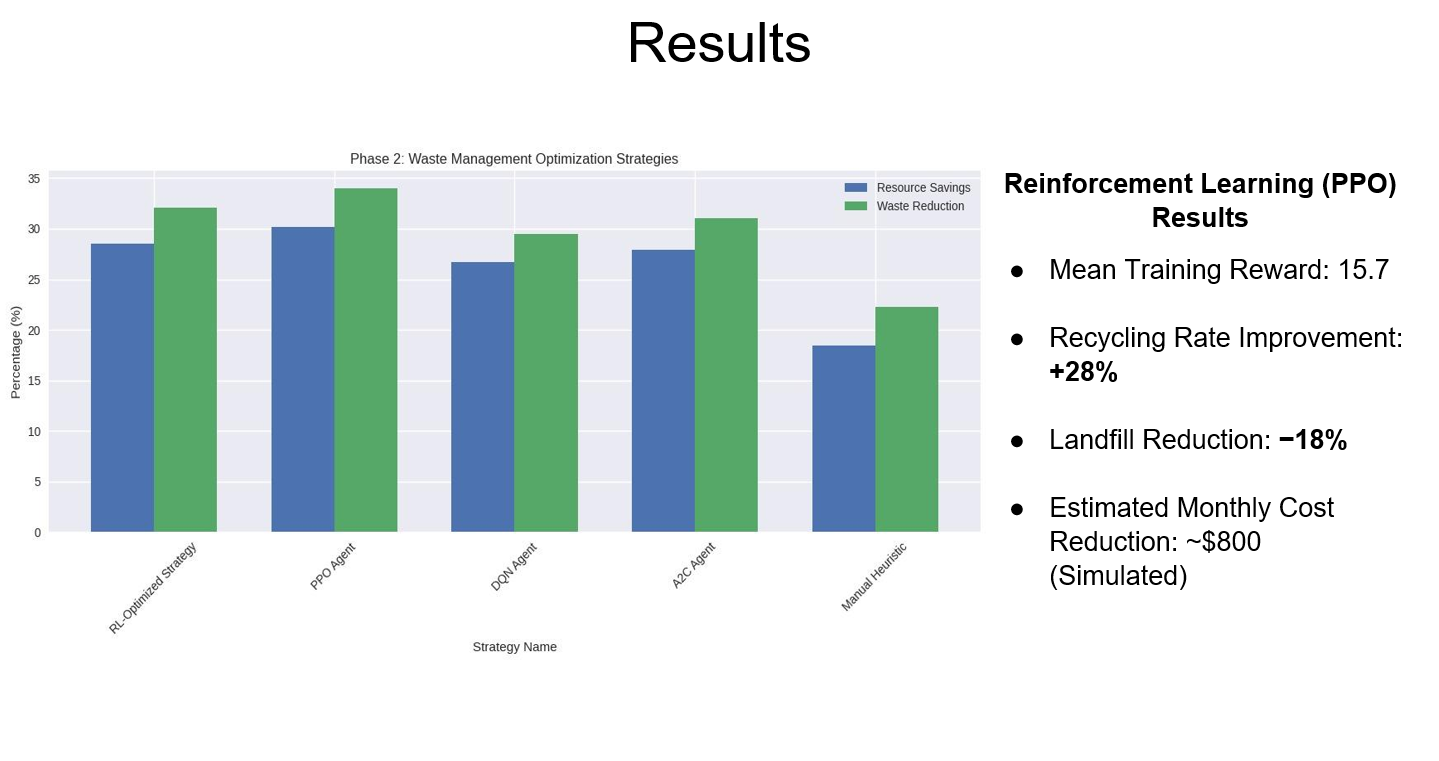 Results
Phase 2: Waste Management Optimization Strategies
35
30
25
20
15
10
5
0
Percentage (%)
Resource Savings
Waste Reduction
RL-Optimized Strategy
PPO Agent
DQN Agent
A2C Agent
Manual Heuristic
Strategy Name
Reinforcement Learning (PPO)
Results
● Mean Training Reward: 15.7
● Recycling Rate Improvement:
+28%
● Landfill Reduction: −18%
● Estimated Monthly Cost
Reduction: ~$800
(Simulated)